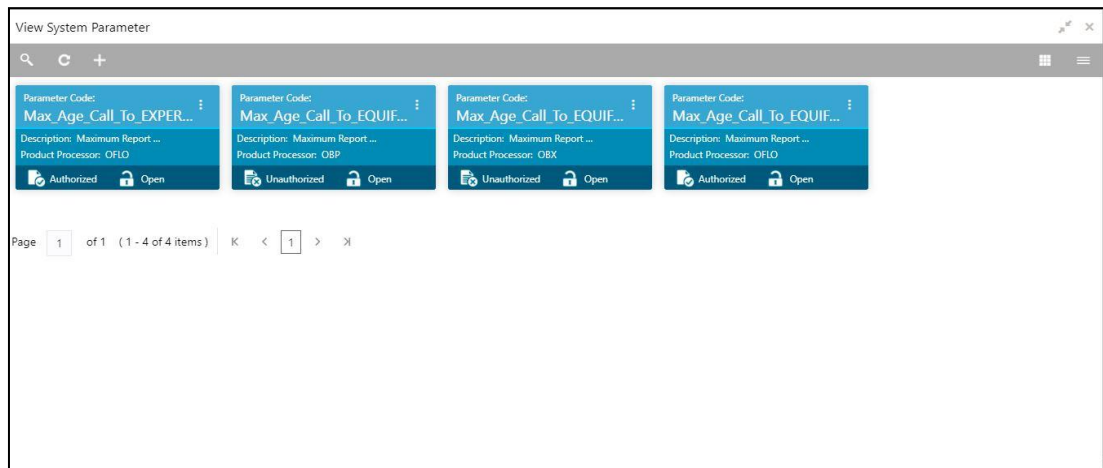 View System Parameter
Parameter Code:
Max_Age_Call_To_EXPER...
Description: Maximum Report ...
Product Processor: OFLO
Authorized Open
Parameter Code:
Max_Age_Call_To_EQUIF...
Description: Maximum Report ...
Product Processor: OBP
Unauthorized Open
Parameter Code:
Max_Age_Call_To_EQUIF...
Description: Maximum Report ...
Product Processor: OBX
Unauthorized Open
Parameter Code:
Max_Age_Call_To_EQUIF...
Description: Maximum Report ...
Product Processor: OFLO
Authorized Open
Page 1 of 1 (1 - 4 of 4 items) 1